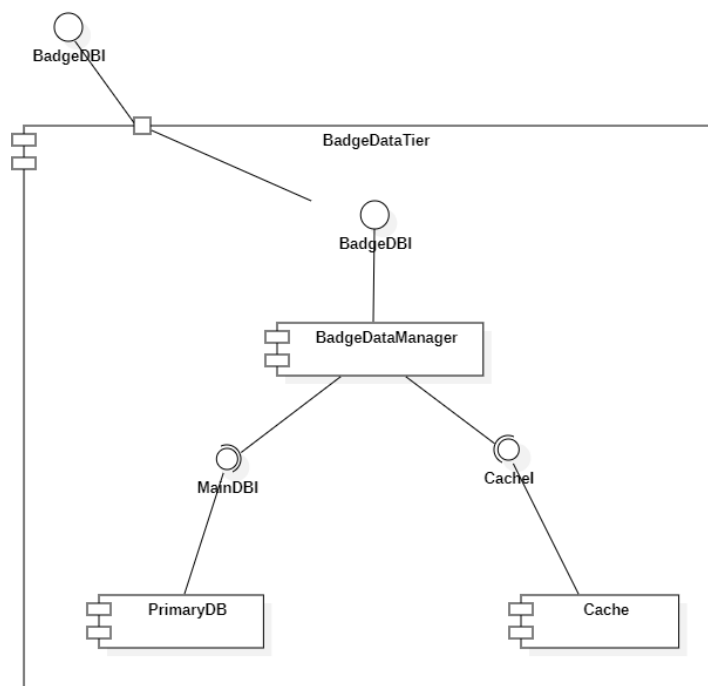 BadgeDBI
BadgeDataTier
BadgeDBI
BadgeDataManager
MainDBI
CacheI
PrimaryDB
Cache